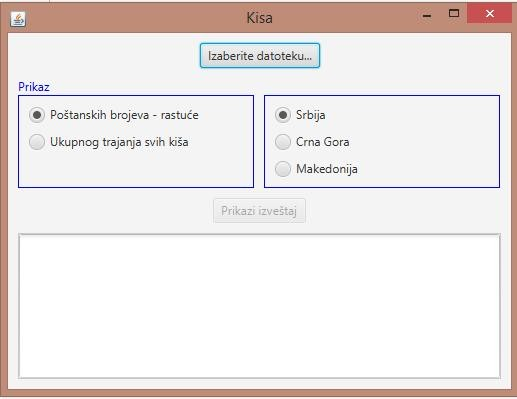 Kisa
Izaberite datoteku...
Prikaz
Poštanskih brojeva - rastuće
Ukupnog trajanja svih kiša
Srbija
Crna Gora
Makedonija
Prikazi izveštaj